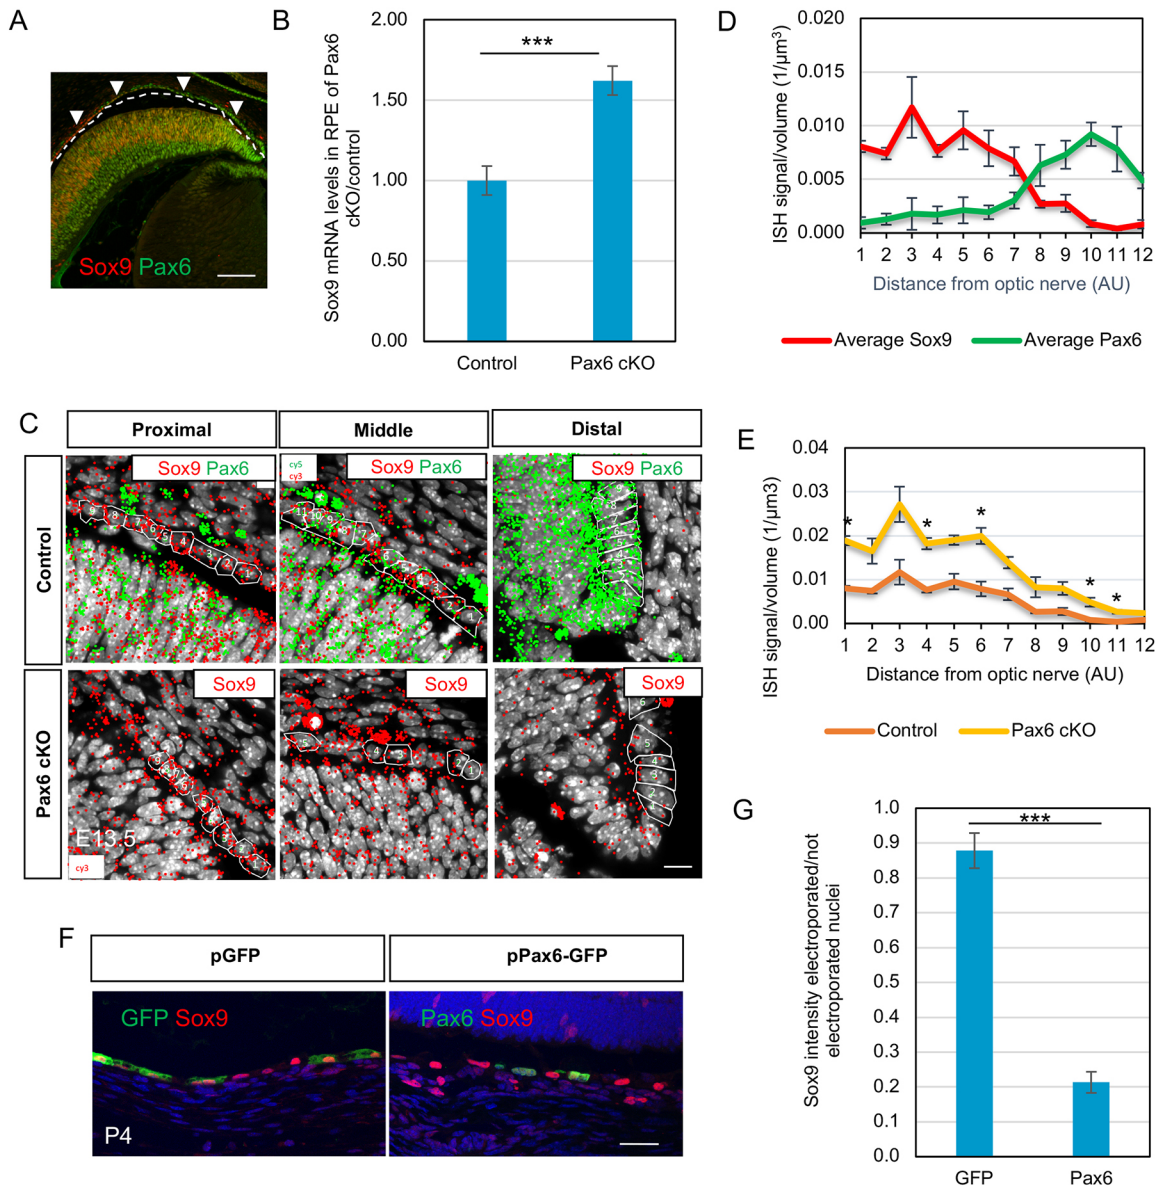 A
Sox9 Pax6
B
Sox9 mRNA levels in RPE of Pax6
cKO/control
2.00
1.50
1.00
0.50
0.00
***
Control
Pax6 cKO
D
ISH signal/volume (1/µm³)
0.020
0.015
0.010
0.005
0.000
1 2 3 4 5 6 7 8 9 10 11 12
Distance from optic nerve (AU)
Average Sox9
Average Pax6
C
Proximal
Middle
Distal
Control
Sox9 Pax6
cy5
cy3
Sox9 Pax6
Sox9 Pax6
Pax6 cKO
Sox9
Sox9
Sox9
E13.5
cy3
E
ISH signal/volume (1/µm3)
0.04
0.03
0.02
0.01
0.00
*
*
*
*
*
1 2 3 4 5 6 7 8 9 10 11 12
Distance from optic nerve (AU)
Control
Pax6 cKO
F
pGFP
pPax6-GFP
GFP Sox9
Pax6 Sox9
P4
G
Sox9 intensity electroporated/not
electroporated nuclei
1.0
0.9
0.8
0.7
0.6
0.5
0.4
0.3
0.2
0.1
0.0
***
GFP
Pax6